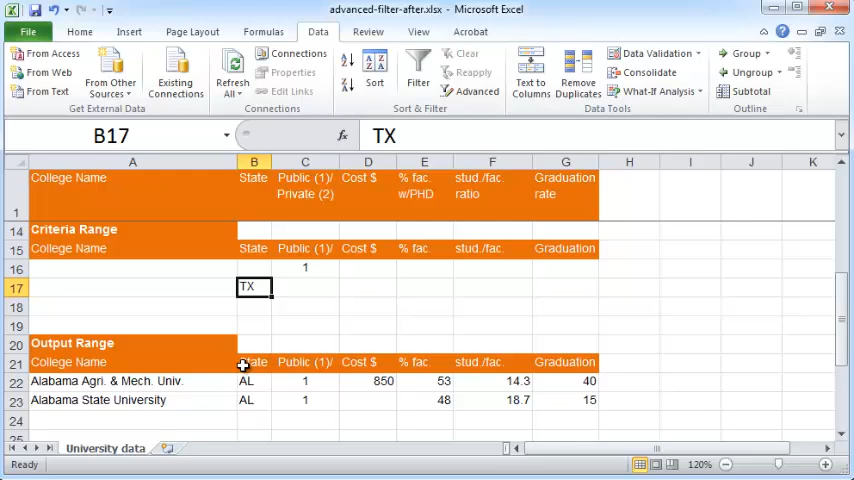 advanced-filter-after.xlsx - Microsoft Excel
File Home Insert Page Layout Formulas Data Review View Acrobat
From Access
From Web
From Text
From Other Sources
Existing Connections
Get External Data
Refresh All
Connections
Properties
Edit Links
Connections
Sort
Filter
Clear
Reapply
Advanced
Sort & Filter
Text to Columns
Remove Duplicates
Data Validation
Consolidate
What-If Analysis
Data Tools
Group
Ungroup
Subtotal
Outline
B17 fx TX
A B C D E F G H I J K
1 College Name State Public (1)/ Private (2) Cost $ % fac. w/PHD stud./fac. ratio Graduation rate
14 Criteria Range
15 College Name State Public (1)/ Cost $ % fac. stud./fac. Graduation
16 1
17 TX
18
19
20 Output Range
21 College Name State Public (1)/ Cost $ % fac. stud./fac. Graduation
22 Alabama Agri. & Mech. Univ. AL 1 850 53 14.3 40
23 Alabama State University AL 1 48 18.7 15
24
25
University data
Ready 120%